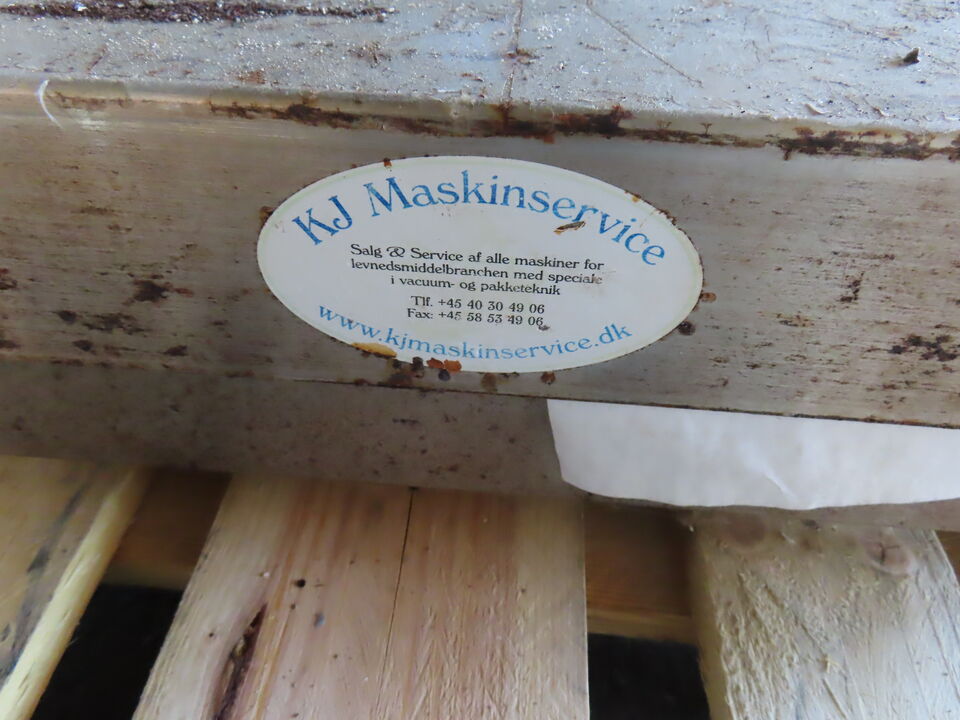 KJ Maskinservice
Salg & Service af alle maskiner for
levnedsmiddelbranchen med speciale
i vacuum- og pakketeknik
Tlf. +45 40 30 49 06
Fax: +45 58 53 49 06
www.kjmaskinservice.dk